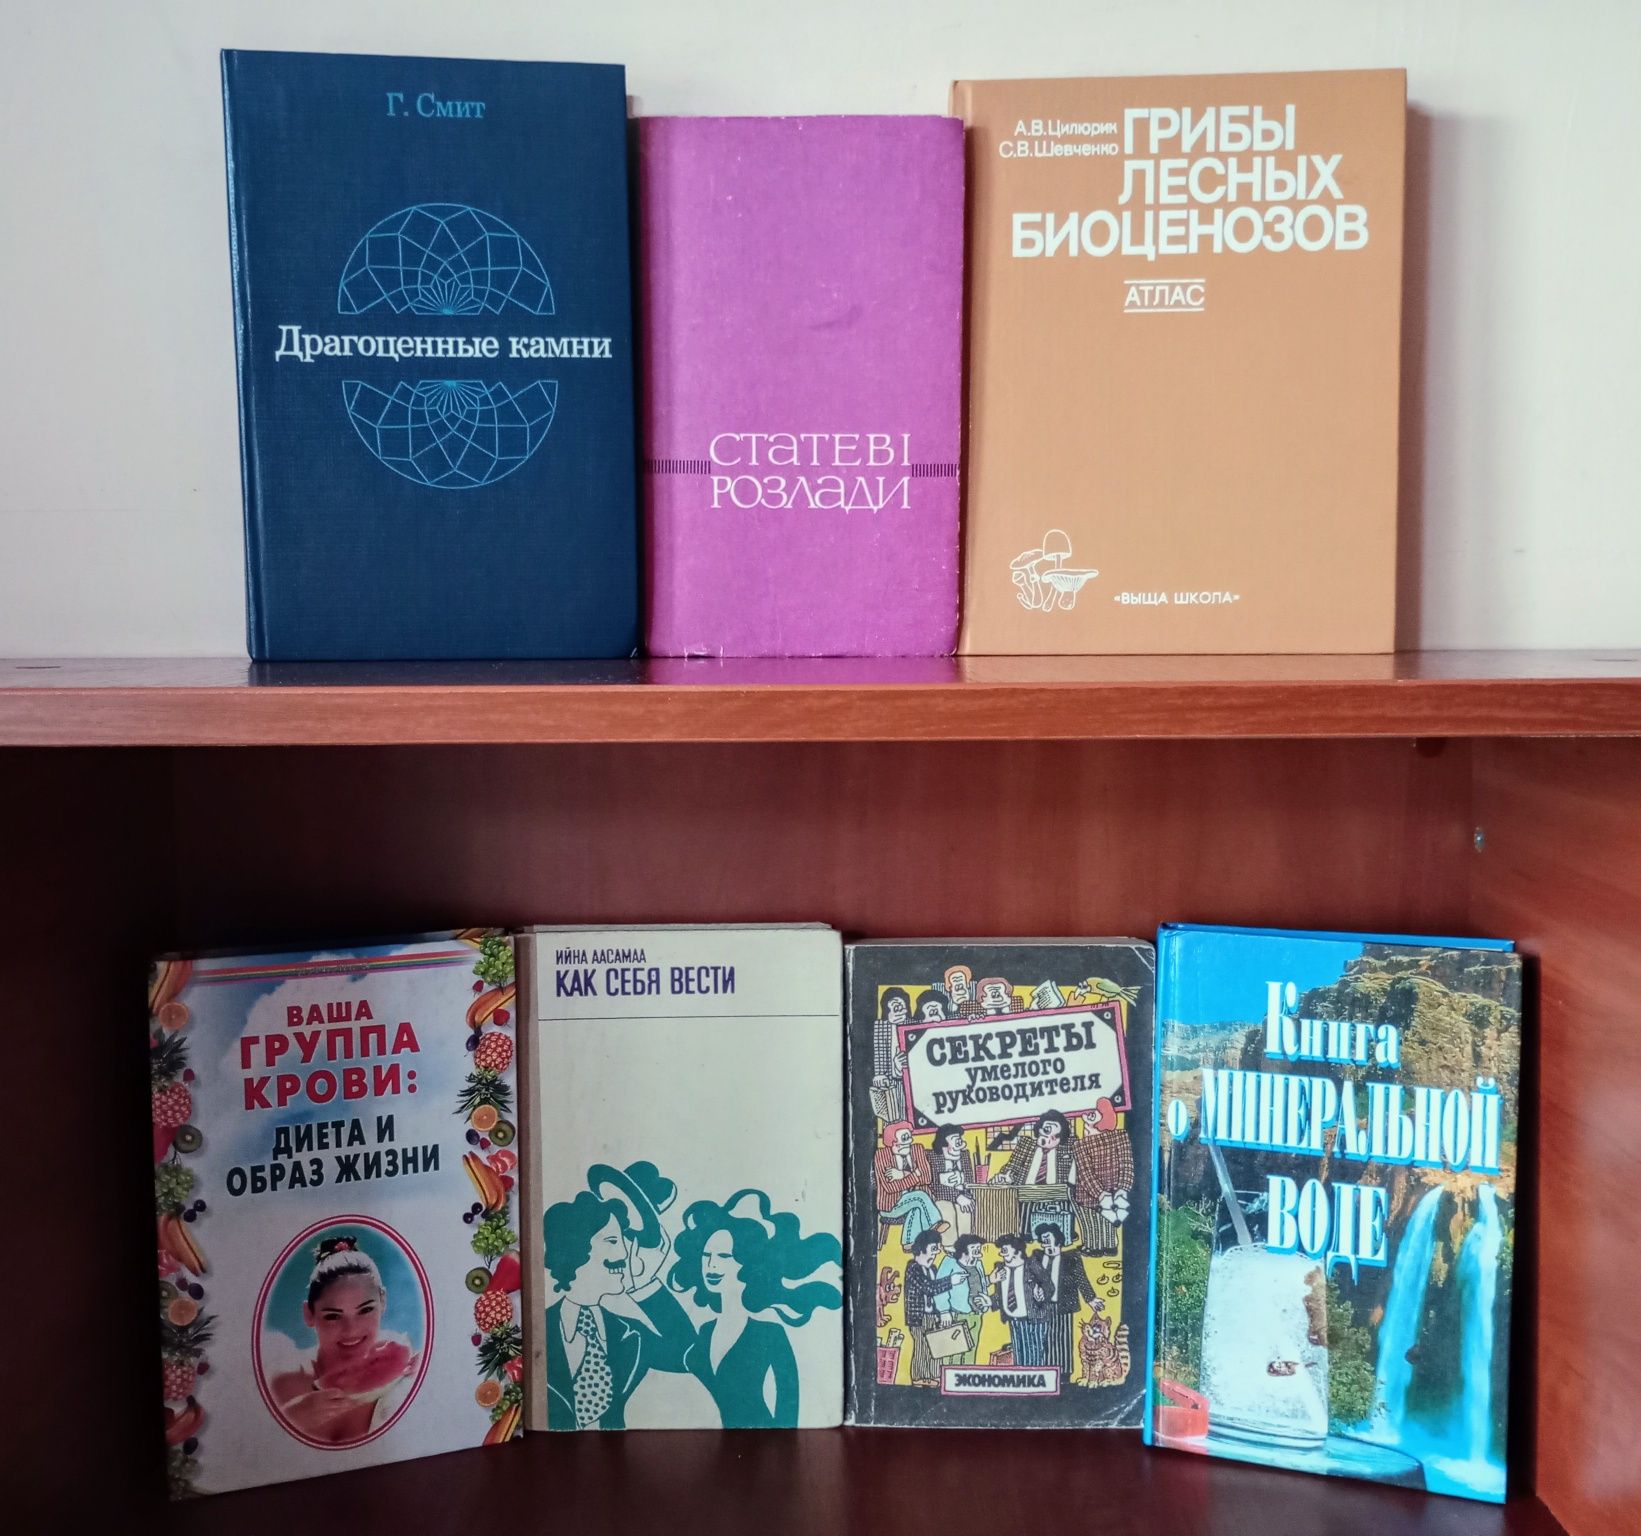 Г. Смит
Драгоценные камни
СТАТЕВІ
РОЗЛАДИ
А.В.Цилюрик
С.В.Шевченко
ГРИБЫ
ЛЕСНЫХ
БИОЦЕНОЗОВ
АТЛАС
«ВЫЩА ШКОЛА»
ВАША
ГРУППА
КРОВИ:
ДИЕТА И
ОБРАЗ ЖИЗНИ
ИЙНА ААСАМАА
КАК СЕБЯ ВЕСТИ
СЕКРЕТЫ
умелого
руководителя
ЭКОНОМИКА
Книга
о МИНЕРАЛЬНОЙ
ВОДЕ